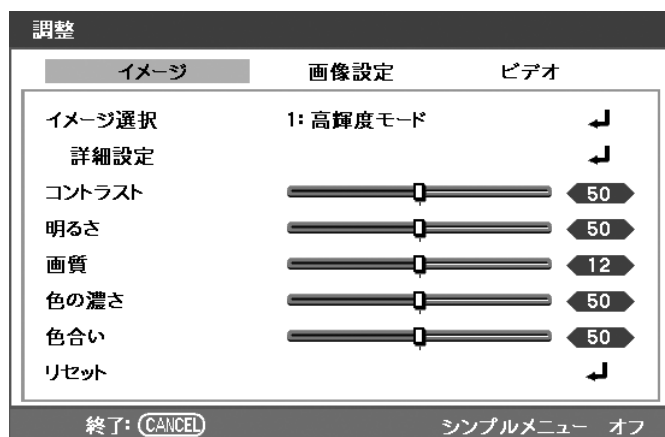 調整
イメージ 画像設定 ビデオ
イメージ選択 1: 高輝度モード
詳細設定
コントラスト 50
明るさ 50
画質 12
色の濃さ 50
色合い 50
リセット
終了: CANCEL シンプルメニュー オフ